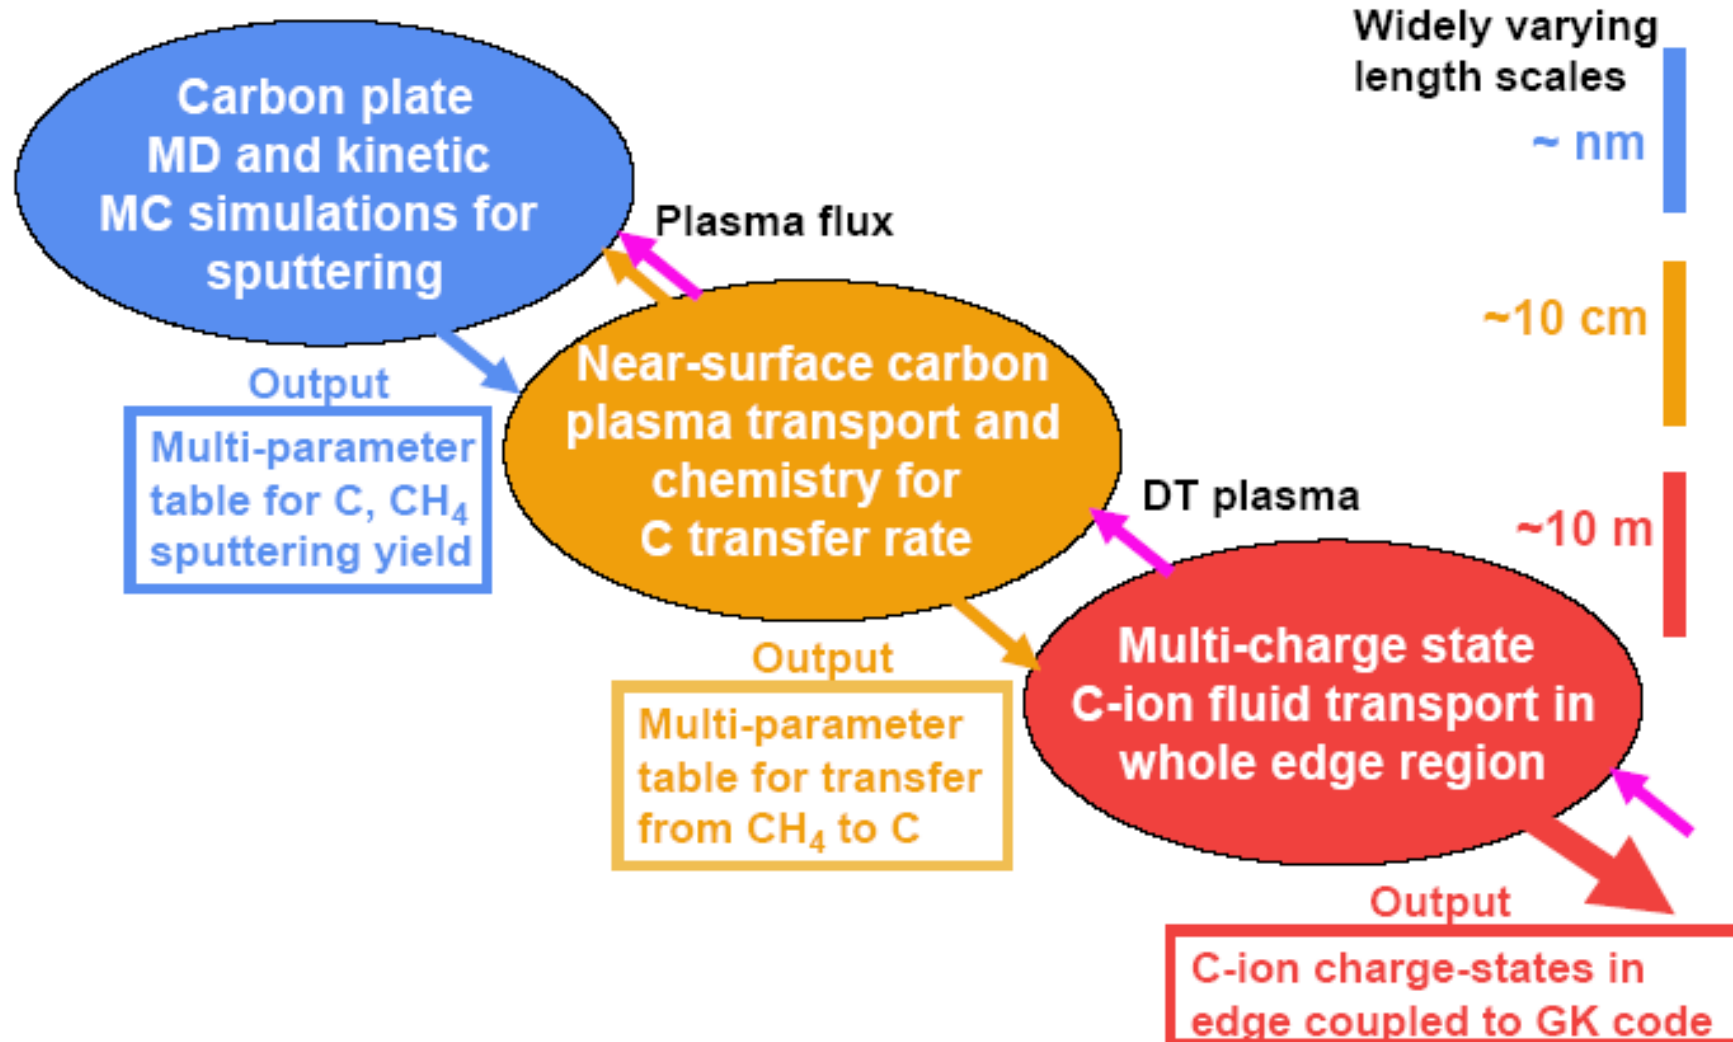 Widely varying
length scales
~ nm
~10 cm
~10 m
Carbon plate
MD and kinetic
MC simulations for
sputtering
Plasma flux
Output
Multi-parameter
table for C, CH₄
sputtering yield
Near-surface carbon
plasma transport and
chemistry for
C transfer rate
DT plasma
Output
Multi-parameter
table for transfer
from CH₄ to C
Multi-charge state
C-ion fluid transport in
whole edge region
Output
C-ion charge-states in
edge coupled to GK code